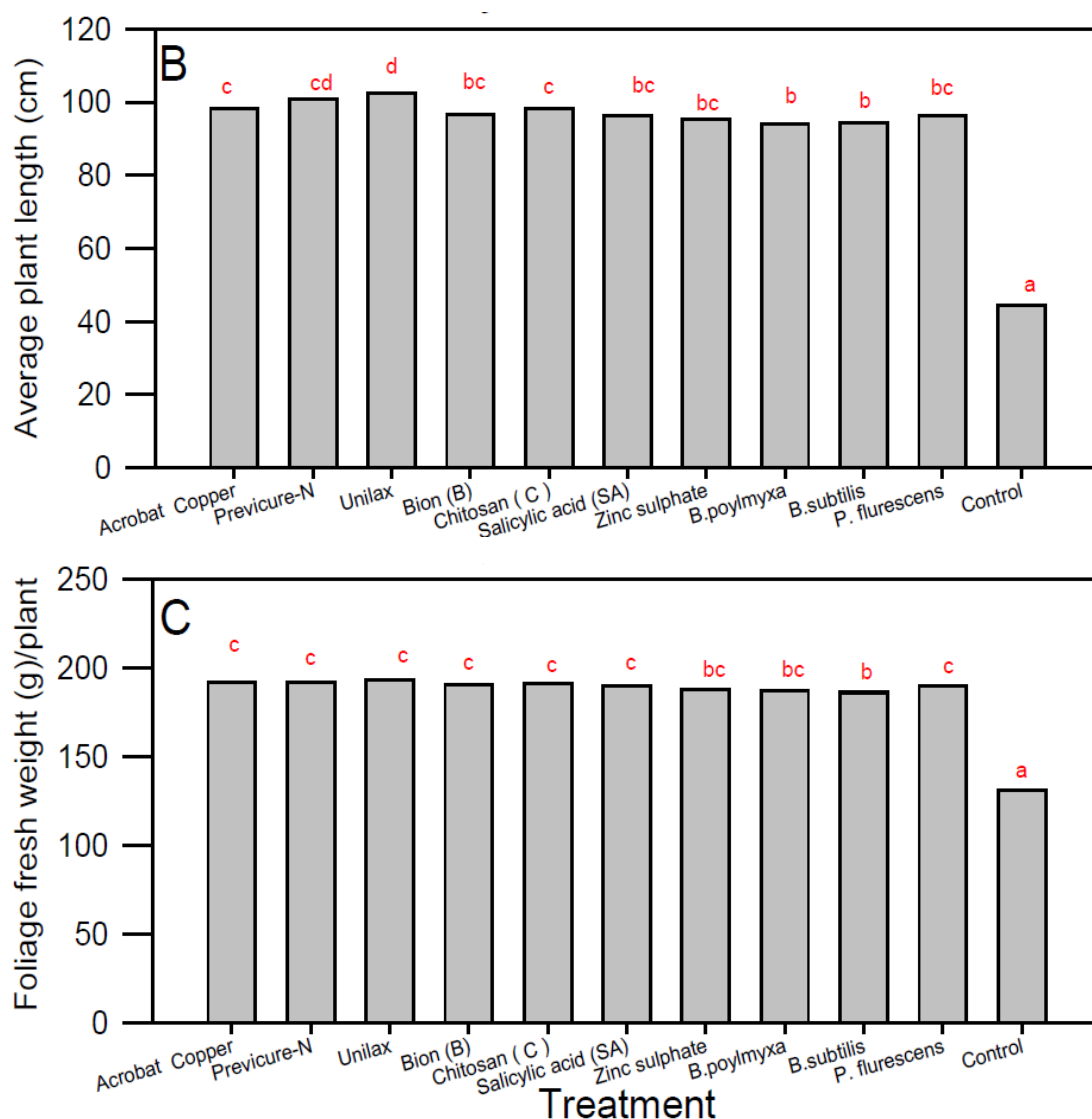 B
Average plant length (cm)
120
100
80
60
40
20
0
c
cd
d
bc
c
bc
bc
b
b
bc
a
Acrobat Copper
Previcure-N
Unilax
Bion (B)
Chitosan ( C )
Salicylic acid (SA)
Zinc sulphate
B.poylmyxa
B.subtilis
P. flurescens
Control
C
Foliage fresh weight (g)/plant
250
200
150
100
50
0
c
c
c
c
c
c
bc
bc
b
c
a
Acrobat Copper
Previcure-N
Unilax
Bion (B)
Chitosan ( C )
Salicylic acid (SA)
Zinc sulphate
B.poylmyxa
B.subtilis
P. flurescens
Control
Treatment